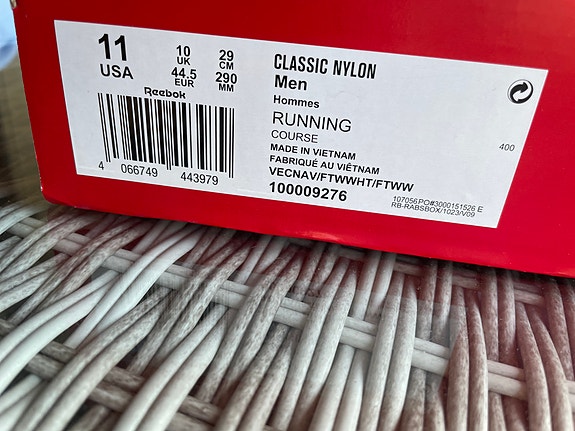 11
USA
10
UK
44.5
EUR
29
CM
290
MM
Reebok
4 066749 443979
CLASSIC NYLON
Men
Hommes
RUNNING
COURSE
MADE IN VIETNAM
FABRIQUÉ AU VIÊTNAM
VECNAV/FTWWHT/FTWW
100009276
400
107056PO#3000151526 E
RB-RABSBOX/1023/V09